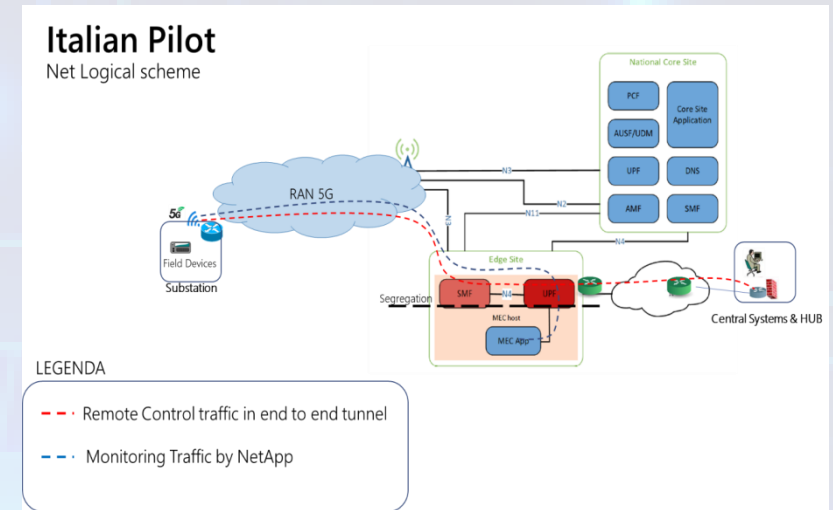 Italian Pilot
Net Logical scheme
National Core Site
PCF
Core Site
Application
AUSF/UDM
UPF
DNS
AMF
SMF
N3
N2
N11
N4
N3
RAN 5G
5G
Field Devices
Substation
Edge Site
Segregation
SMF
N4
UPF
MEC host
MEC App
Central Systems & HUB
LEGENDA
Remote Control traffic in end to end tunnel
Monitoring Traffic by NetApp